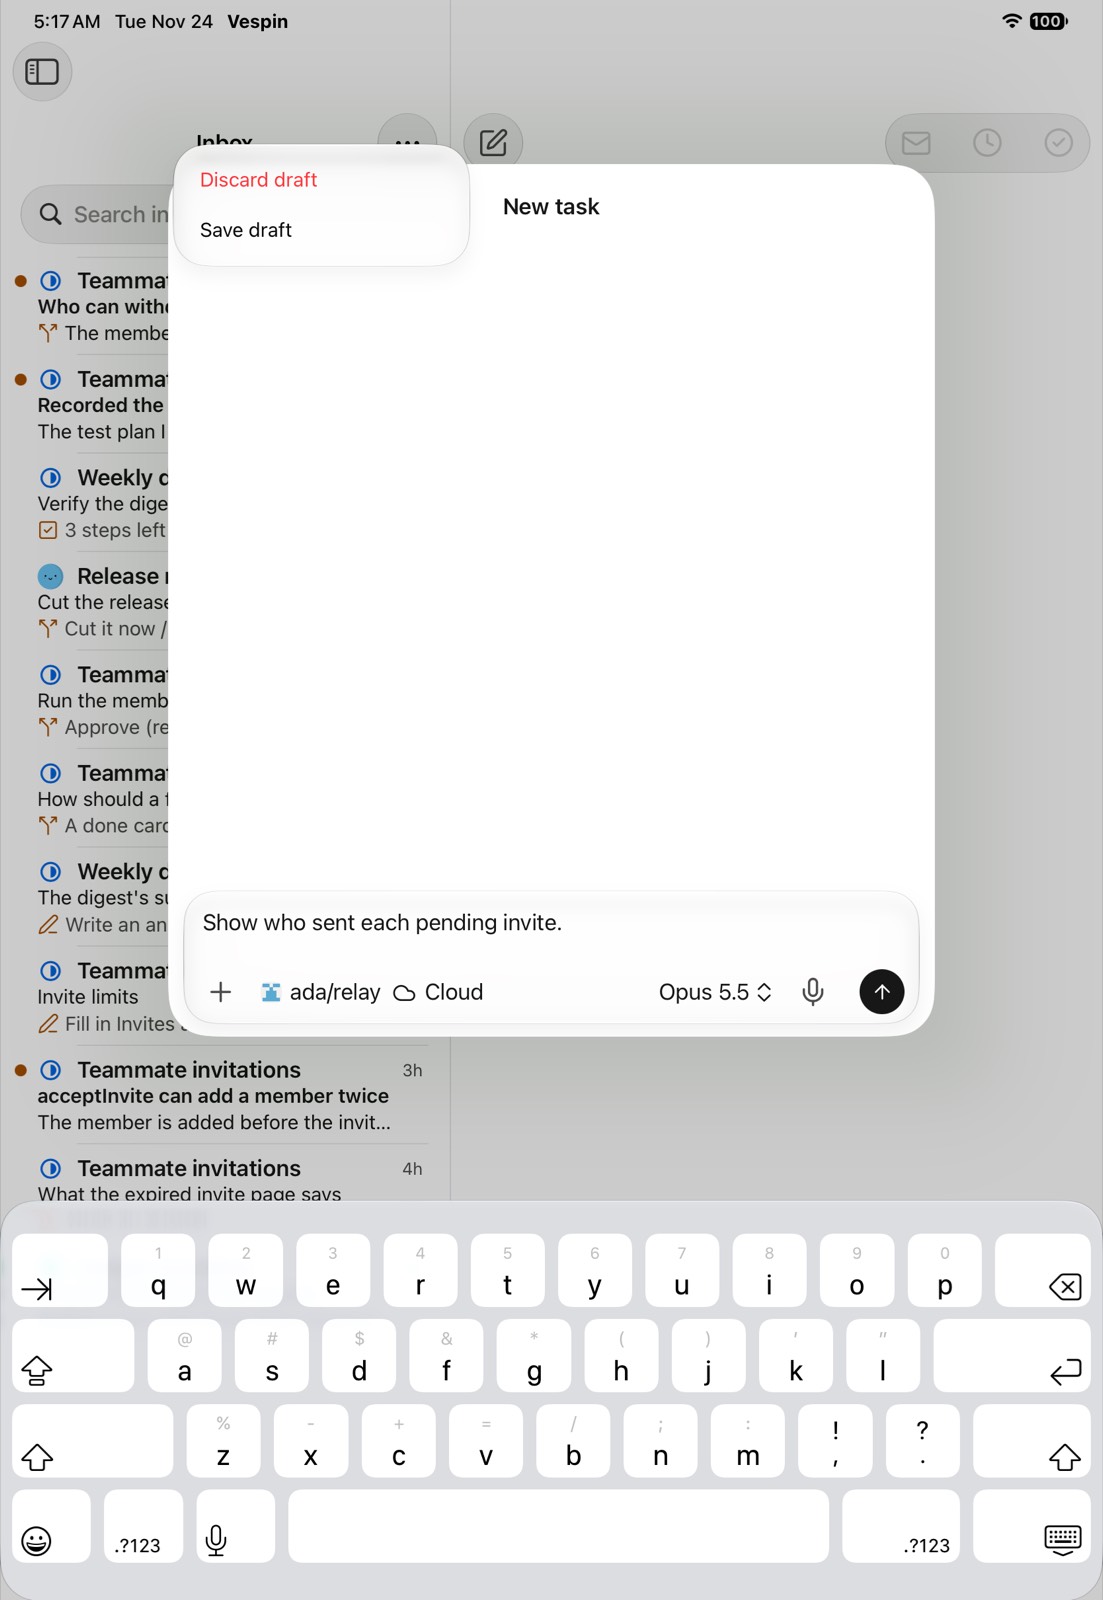 5:17 AM Tue Nov 24 Vespin
100
Inbox
Discard draft
Save draft
New task
Search in
Teammat
Who can with
The membe
Teammat
Recorded the
The test plan I
Weekly d
Verify the dige
3 steps left
Release
Cut the release
Cut it now /
Teammat
Run the memb
Approve (re
Teammat
How should a f
A done card
Weekly d
The digest's su
Write an an
Teammat
Invite limits
Fill in Invites
Show who sent each pending invite.
ada/relay Cloud Opus 5.5
Teammate invitations 3h
acceptInvite can add a member twice
The member is added before the invit...
Teammate invitations 4h
What the expired invite page says
1 2 3 4 5 6 7 8 9 0
q w e r t y u i o p
@ # $ & * ( ) ' "
a s d f g h j k l
% - + = / ; : ! ?
z x c v b n m , .
.?123 .?123